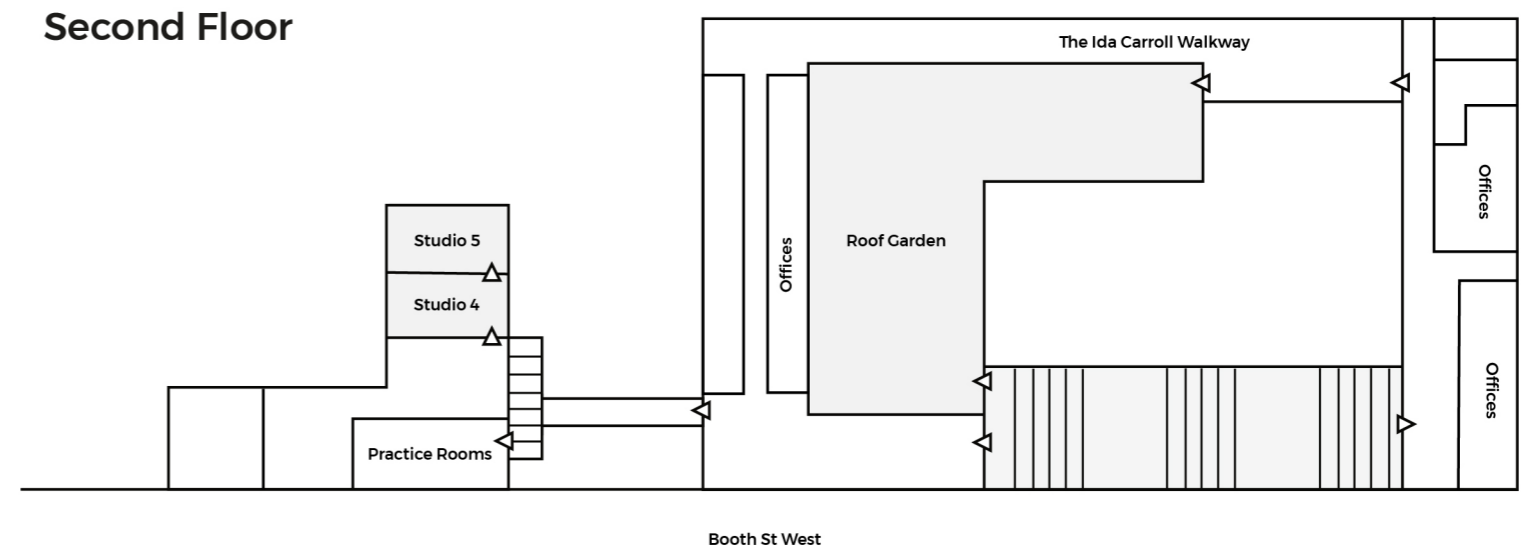 Second Floor
The Ida Carroll Walkway
Offices
Studio 5
Roof Garden
Offices
Studio 4
Offices
Practice Rooms
Booth St West